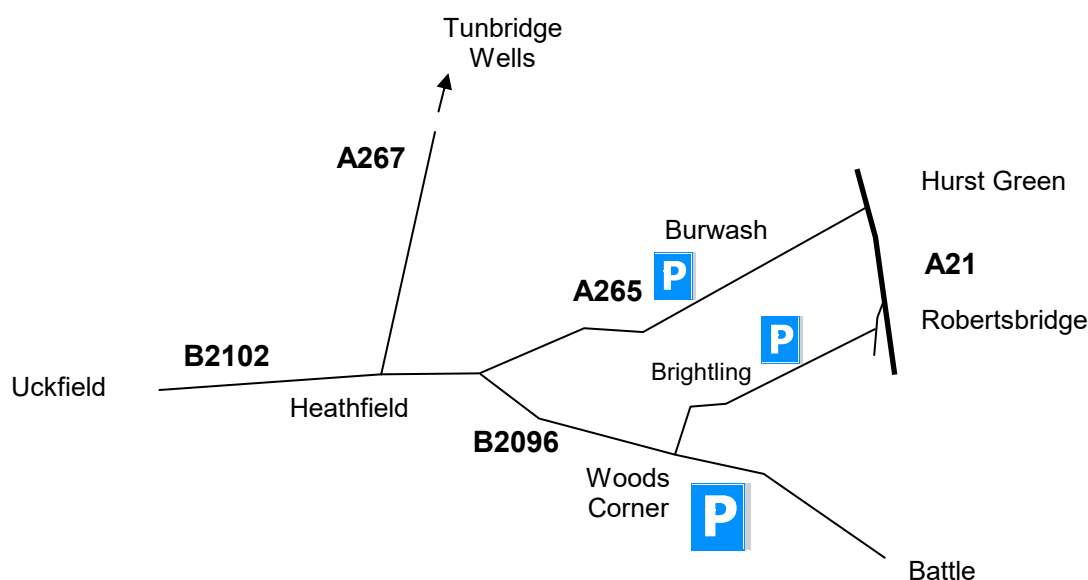 Tunbridge
Wells
A267
Hurst Green
Burwash
P
A265
A21
P
Robertsbridge
B2102
Uckfield
Brightling
Heathfield
B2096
Woods
Corner
P
Battle